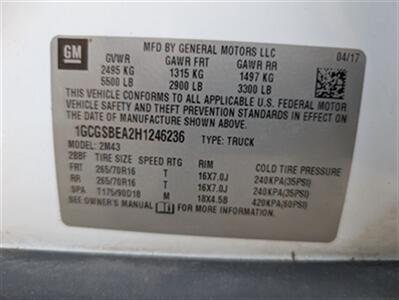 GM
MFD BY GENERAL MOTORS LLC
04/17
GVWR GAWR FRT GAWR RR
2495 KG 1315 KG 1497 KG
5500 LB 2900 LB 3300 LB
THIS VEHICLE CONFORMS TO ALL APPLICABLE U.S. FEDERAL MOTOR
VEHICLE SAFETY AND THEFT PREVENTION STANDARDS IN EFFECT ON
THE DATE OF MANUFACTURE SHOWN ABOVE.
1GCGSBEA2H1246236 TYPE: TRUCK
MODEL: 2M43
2BBF TIRE SIZE SPEED RTG RIM COLD TIRE PRESSURE
FRT 265/70R16 T 16X7.0J 240KPA(35PSI)
RR 265/70R16 T 16X7.0J 240KPA(35PSI)
SPA T175/90D18 M 18X4.5B 420KPA(60PSI)
SEE OWNER'S MANUAL FOR MORE INFORMATION